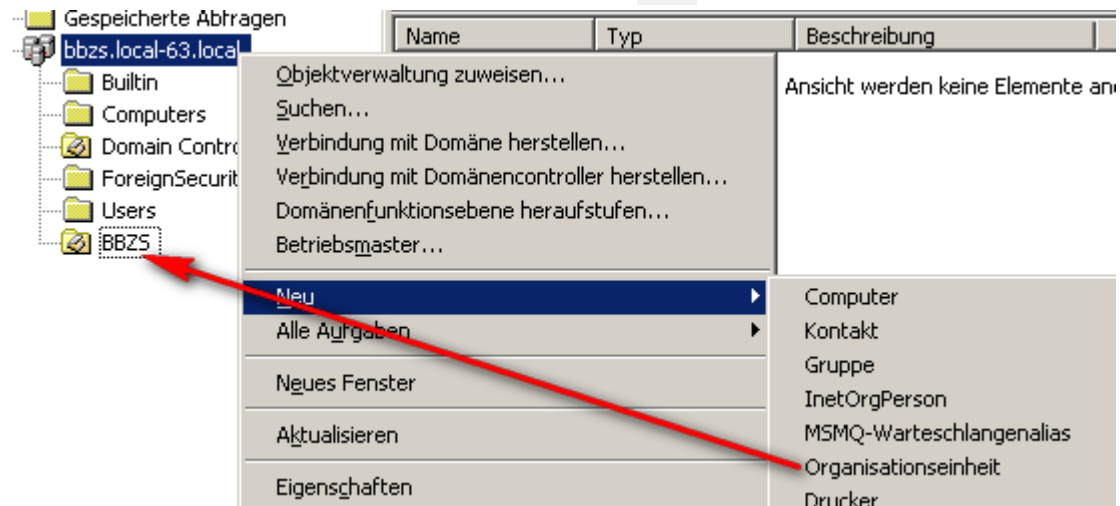 Gespeicherte Abfragen
bbzs.local-63.local
Builtin
Computers
Domain Contro
ForeignSecurit
Users
BBZS
Name Typ Beschreibung
Ansicht werden keine Elemente an
Objektverwaltung zuweisen...
Suchen...
Verbindung mit Domäne herstellen...
Verbindung mit Domänencontroller herstellen...
Domänenfunktionsebene heraufstufen...
Betriebsmaster...
Neu
Alle Aufgaben
Neues Fenster
Aktualisieren
Eigenschaften
Computer
Kontakt
Gruppe
InetOrgPerson
MSMQ-Warteschlangenalias
Organisationseinheit
Drucker